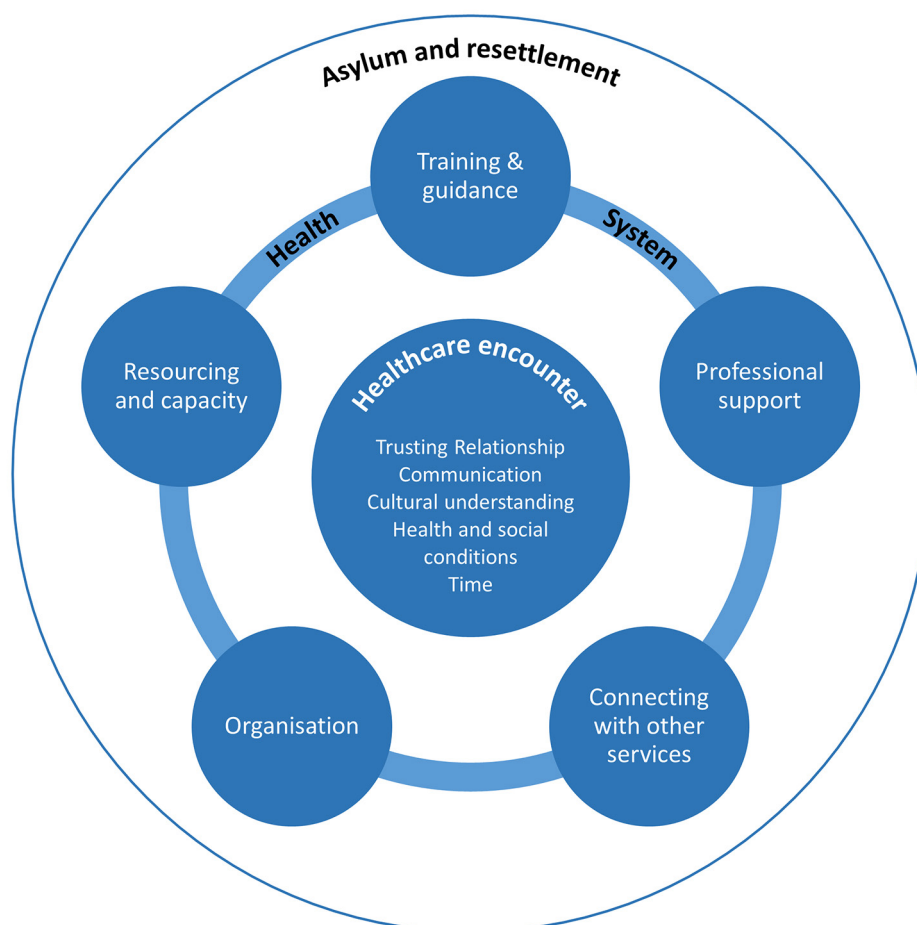 Asylum and resettlement
Training &
guidance
Health
System
Resourcing
and capacity
Professional
support
Healthcare encounter
Trusting Relationship
Communication
Cultural understanding
Health and social
conditions
Time
Organisation
Connecting
with other
services